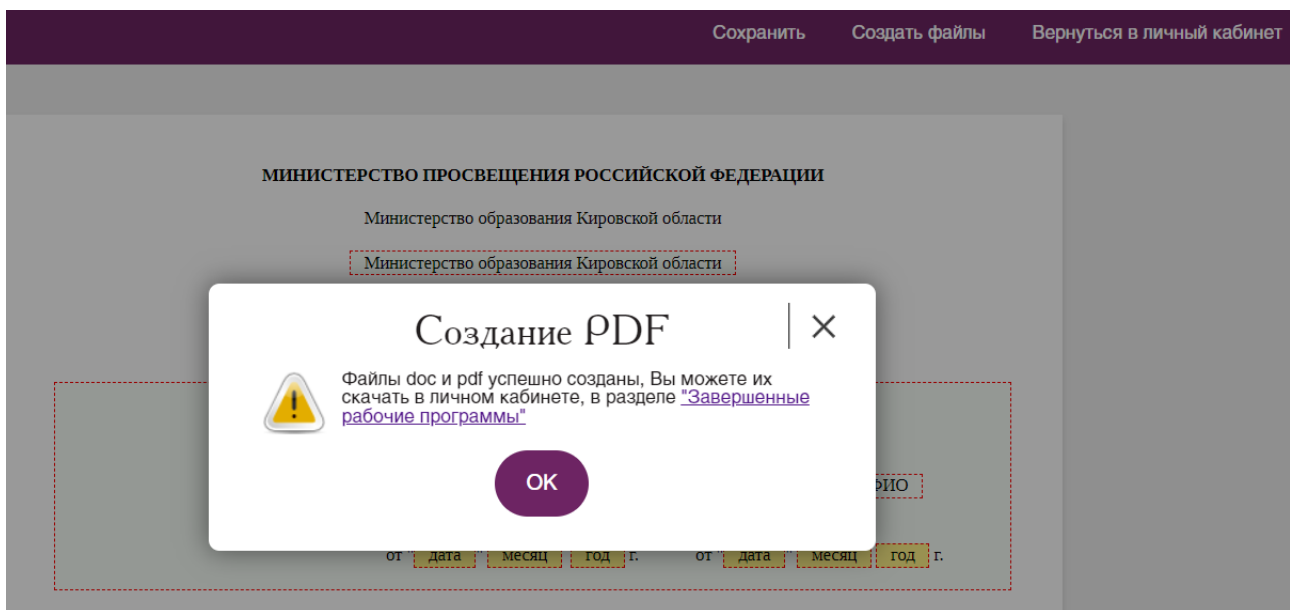 Сохранить Создать файлы Вернуться в личный кабинет
МИНИСТЕРСТВО ПРОСВЕЩЕНИЯ РОССИЙСКОЙ ФЕДЕРАЦИИ
Министерство образования Кировской области
Министерство образования Кировской области
Создание PDF
Файлы doc и pdf успешно созданы, Вы можете их
скачать в личном кабинете, в разделе "Завершенные
рабочие программы"
OK
ФИО
от " дата " месяц год г. от " дата " месяц год г.